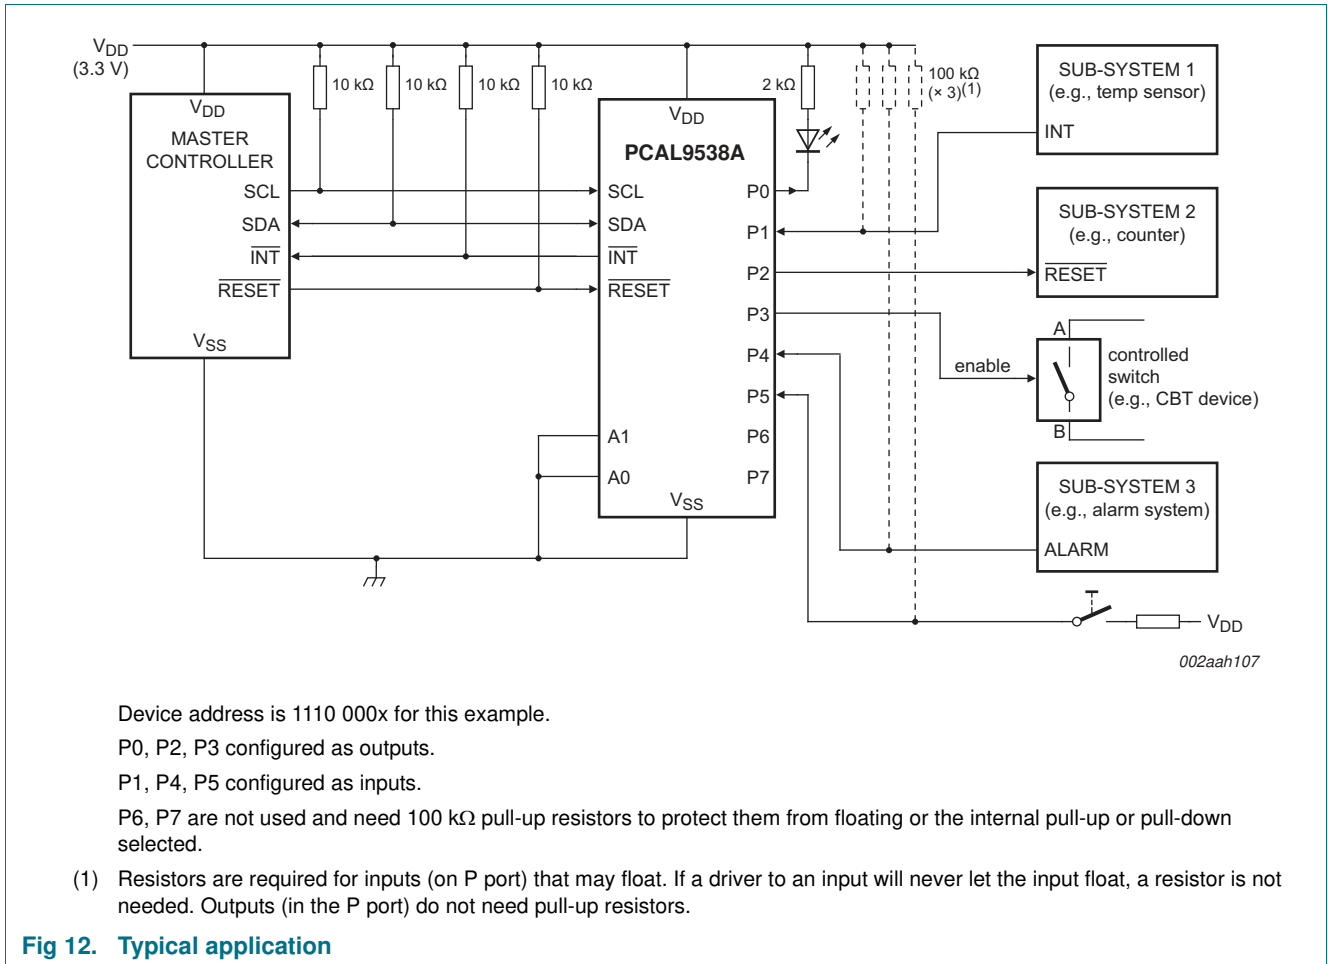 VDD
(3.3 V)
10 kΩ
10 kΩ
10 kΩ
10 kΩ
2 kΩ
100 kΩ
(× 3)(1)
VDD
MASTER
CONTROLLER
SCL
SDA
INT
RESET
VSS
VDD
PCAL9538A
SCL
SDA
INT
RESET
A1
A0
VSS
P0
P1
P2
P3
P4
P5
P6
P7
SUB-SYSTEM 1
(e.g., temp sensor)
INT
SUB-SYSTEM 2
(e.g., counter)
RESET
A
enable
controlled
switch
(e.g., CBT device)
B
SUB-SYSTEM 3
(e.g., alarm system)
ALARM
VDD
002aah107
Device address is 1110 000x for this example.
P0, P2, P3 configured as outputs.
P1, P4, P5 configured as inputs.
P6, P7 are not used and need 100 kΩ pull-up resistors to protect them from floating or the internal pull-up or pull-down
selected.
(1) Resistors are required for inputs (on P port) that may float. If a driver to an input will never let the input float, a resistor is not
needed. Outputs (in the P port) do not need pull-up resistors.
Fig 12. Typical application